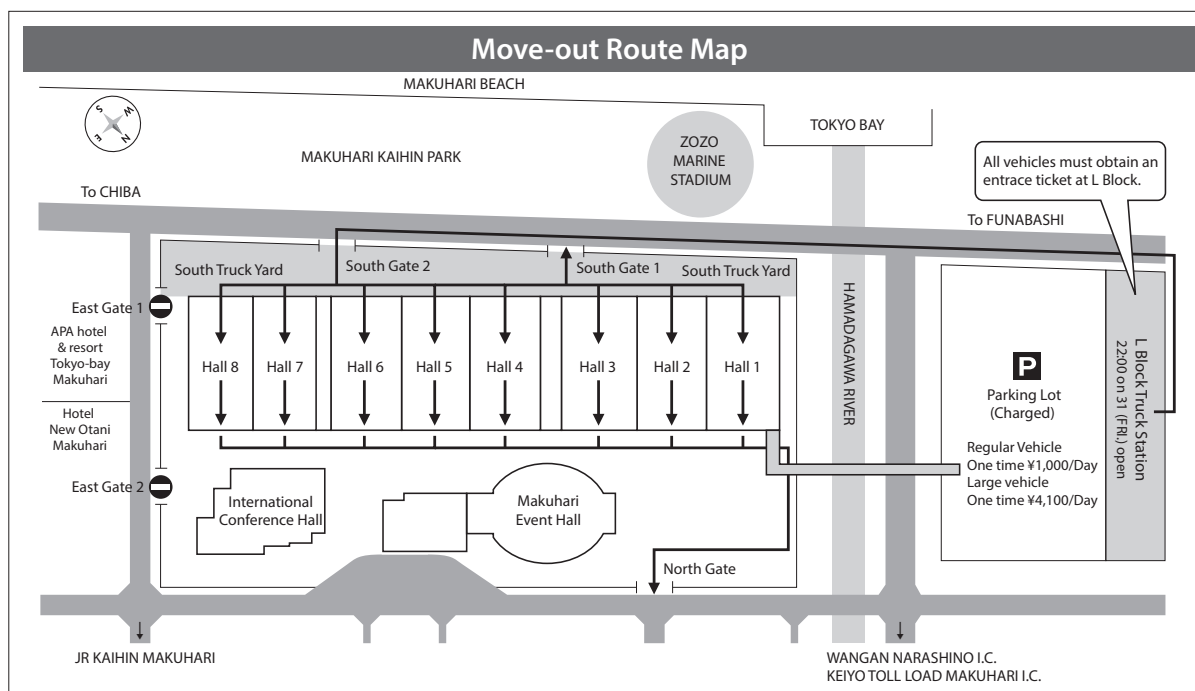 Move-out Route Map
MAKUHARI BEACH
S
W
E
N
TOKYO BAY
MAKUHARI KAIHIN PARK
ZOZO
MARINE
STADIUM
All vehicles must obtain an
entrace ticket at L Block.
To CHIBA
To FUNABASHI
South Truck Yard
South Gate 2
South Gate 1
South Truck Yard
East Gate 1
APA hotel
& resort
Tokyo-bay
Makuhari
Hall 8
Hall 7
Hall 6
Hall 5
Hall 4
Hall 3
Hall 2
Hall 1
HAMADAGAWA RIVER
P
Parking Lot
(Charged)
Regular Vehicle
One time ¥1,000/Day
Large vehicle
One time ¥4,100/Day
L Block Truck Station
22:00 on 31 (FRI.) open
Hotel
New Otani
Makuhari
East Gate 2
International
Conference Hall
Makuhari
Event Hall
North Gate
JR KAIHIN MAKUHARI
WANGAN NARASHINO I.C.
KEIYO TOLL LOAD MAKUHARI I.C.